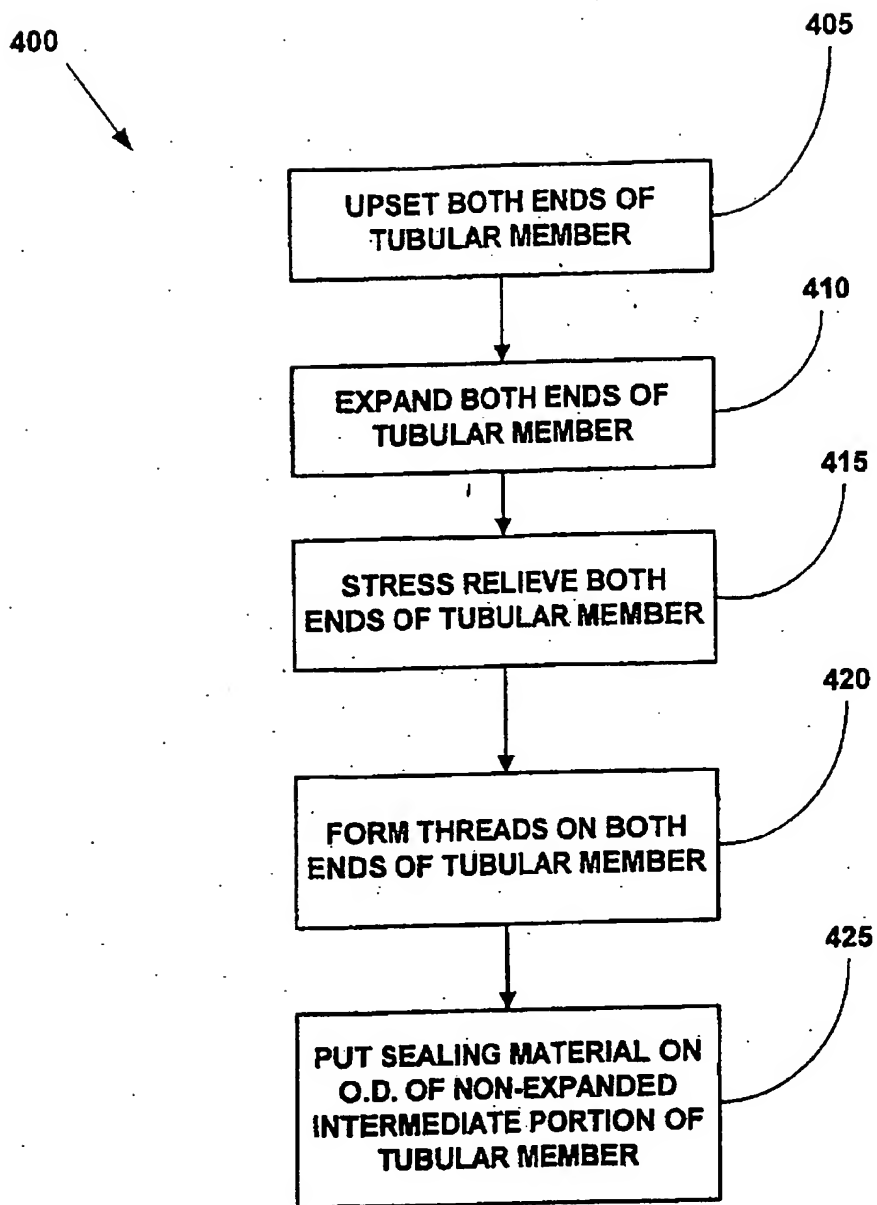 400
405
UPSET BOTH ENDS OF
TUBULAR MEMBER
410
EXPAND BOTH ENDS OF
TUBULAR MEMBER
415
STRESS RELIEVE BOTH
ENDS OF TUBULAR MEMBER
420
FORM THREADS ON BOTH
ENDS OF TUBULAR MEMBER
425
PUT SEALING MATERIAL ON
O.D. OF NON-EXPANDED
INTERMEDIATE PORTION OF
TUBULAR MEMBER